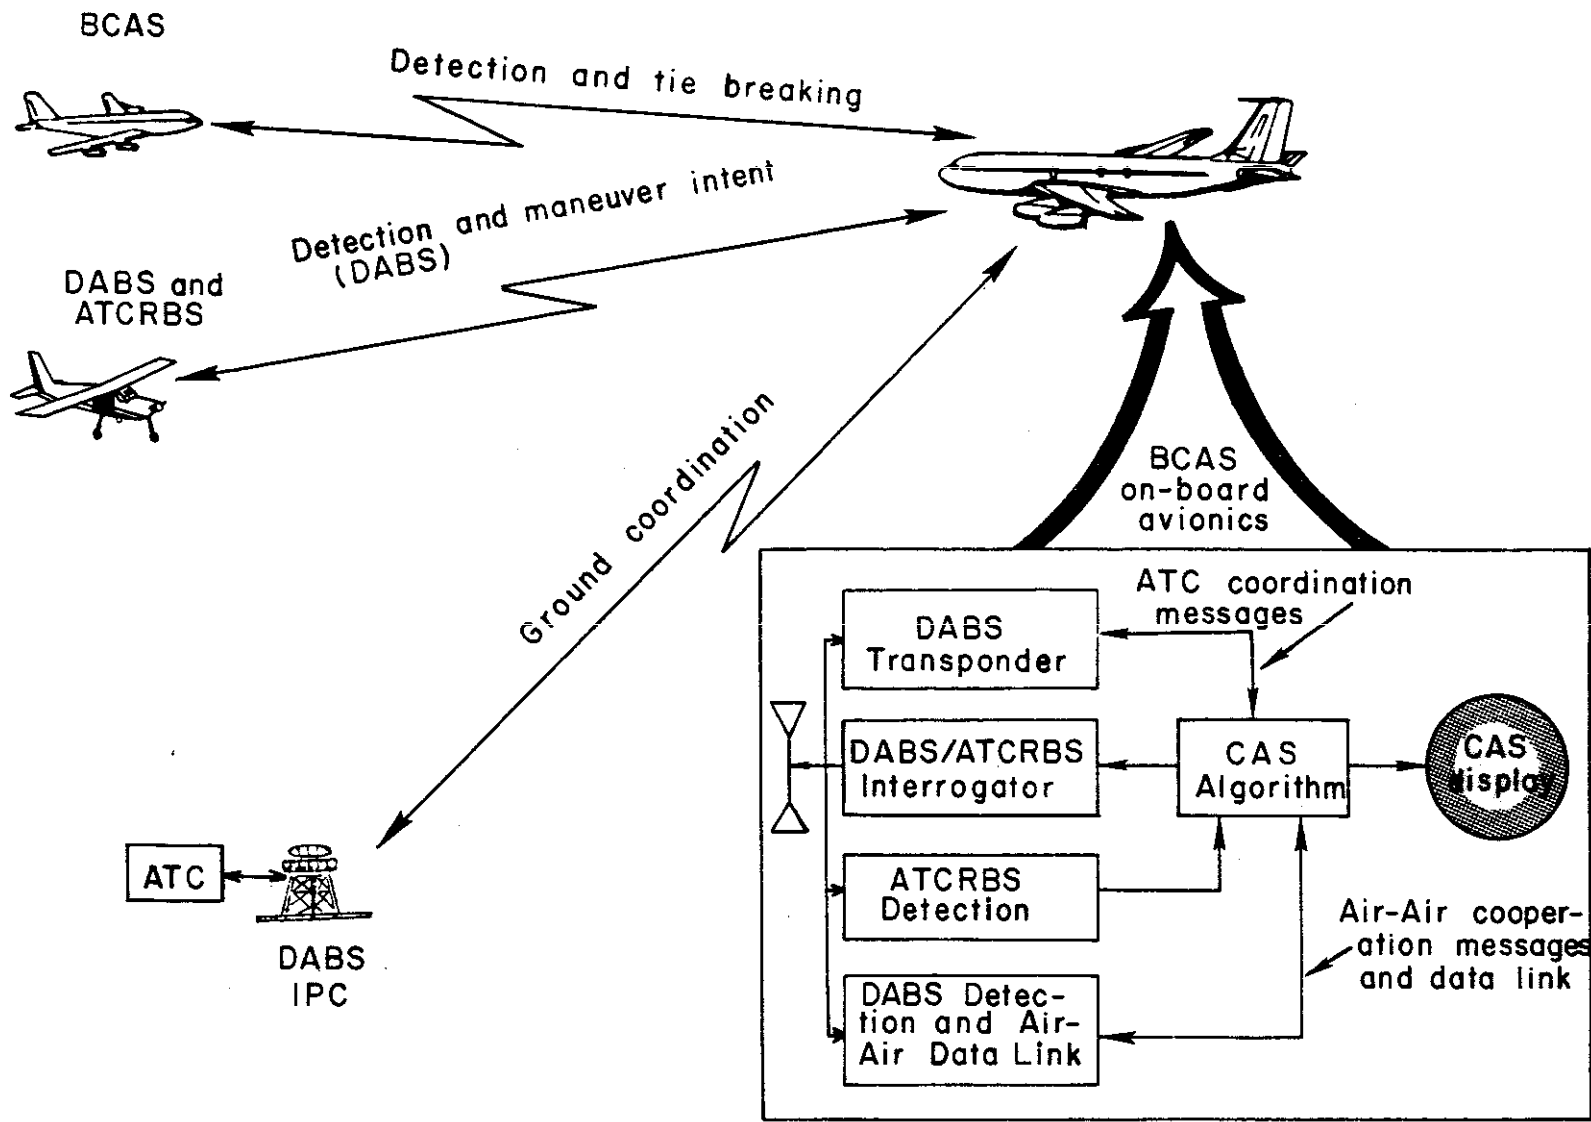 BCAS
Detection and tie breaking
Detection and maneuver intent
(DABS)
DABS and
ATCRBS
Ground coordination
ATC
DABS
IPC
BCAS
on-board
avionics
ATC coordination
messages
DABS
Transponder
DABS/ATCRBS
Interrogator
CAS
Algorithm
CAS
display
ATCRBS
Detection
Air-Air cooper-
ation messages
and data link
DABS Detec-
tion and Air-
Air Data Link